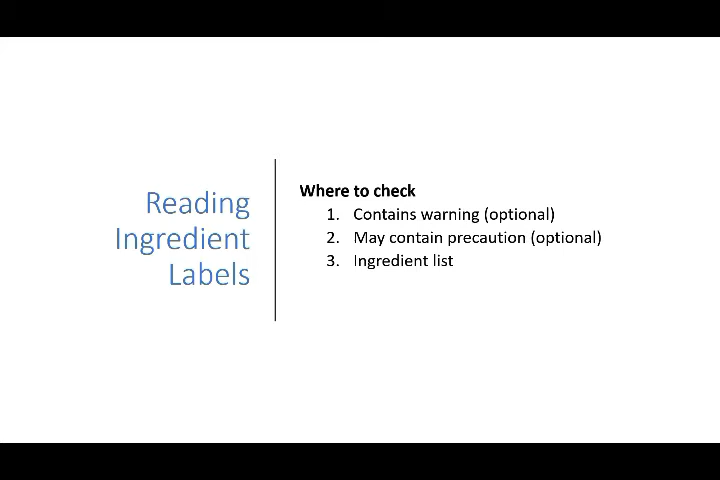 Reading
Ingredient
Labels
Where to check
1. Contains warning (optional)
2. May contain precaution (optional)
3. Ingredient list